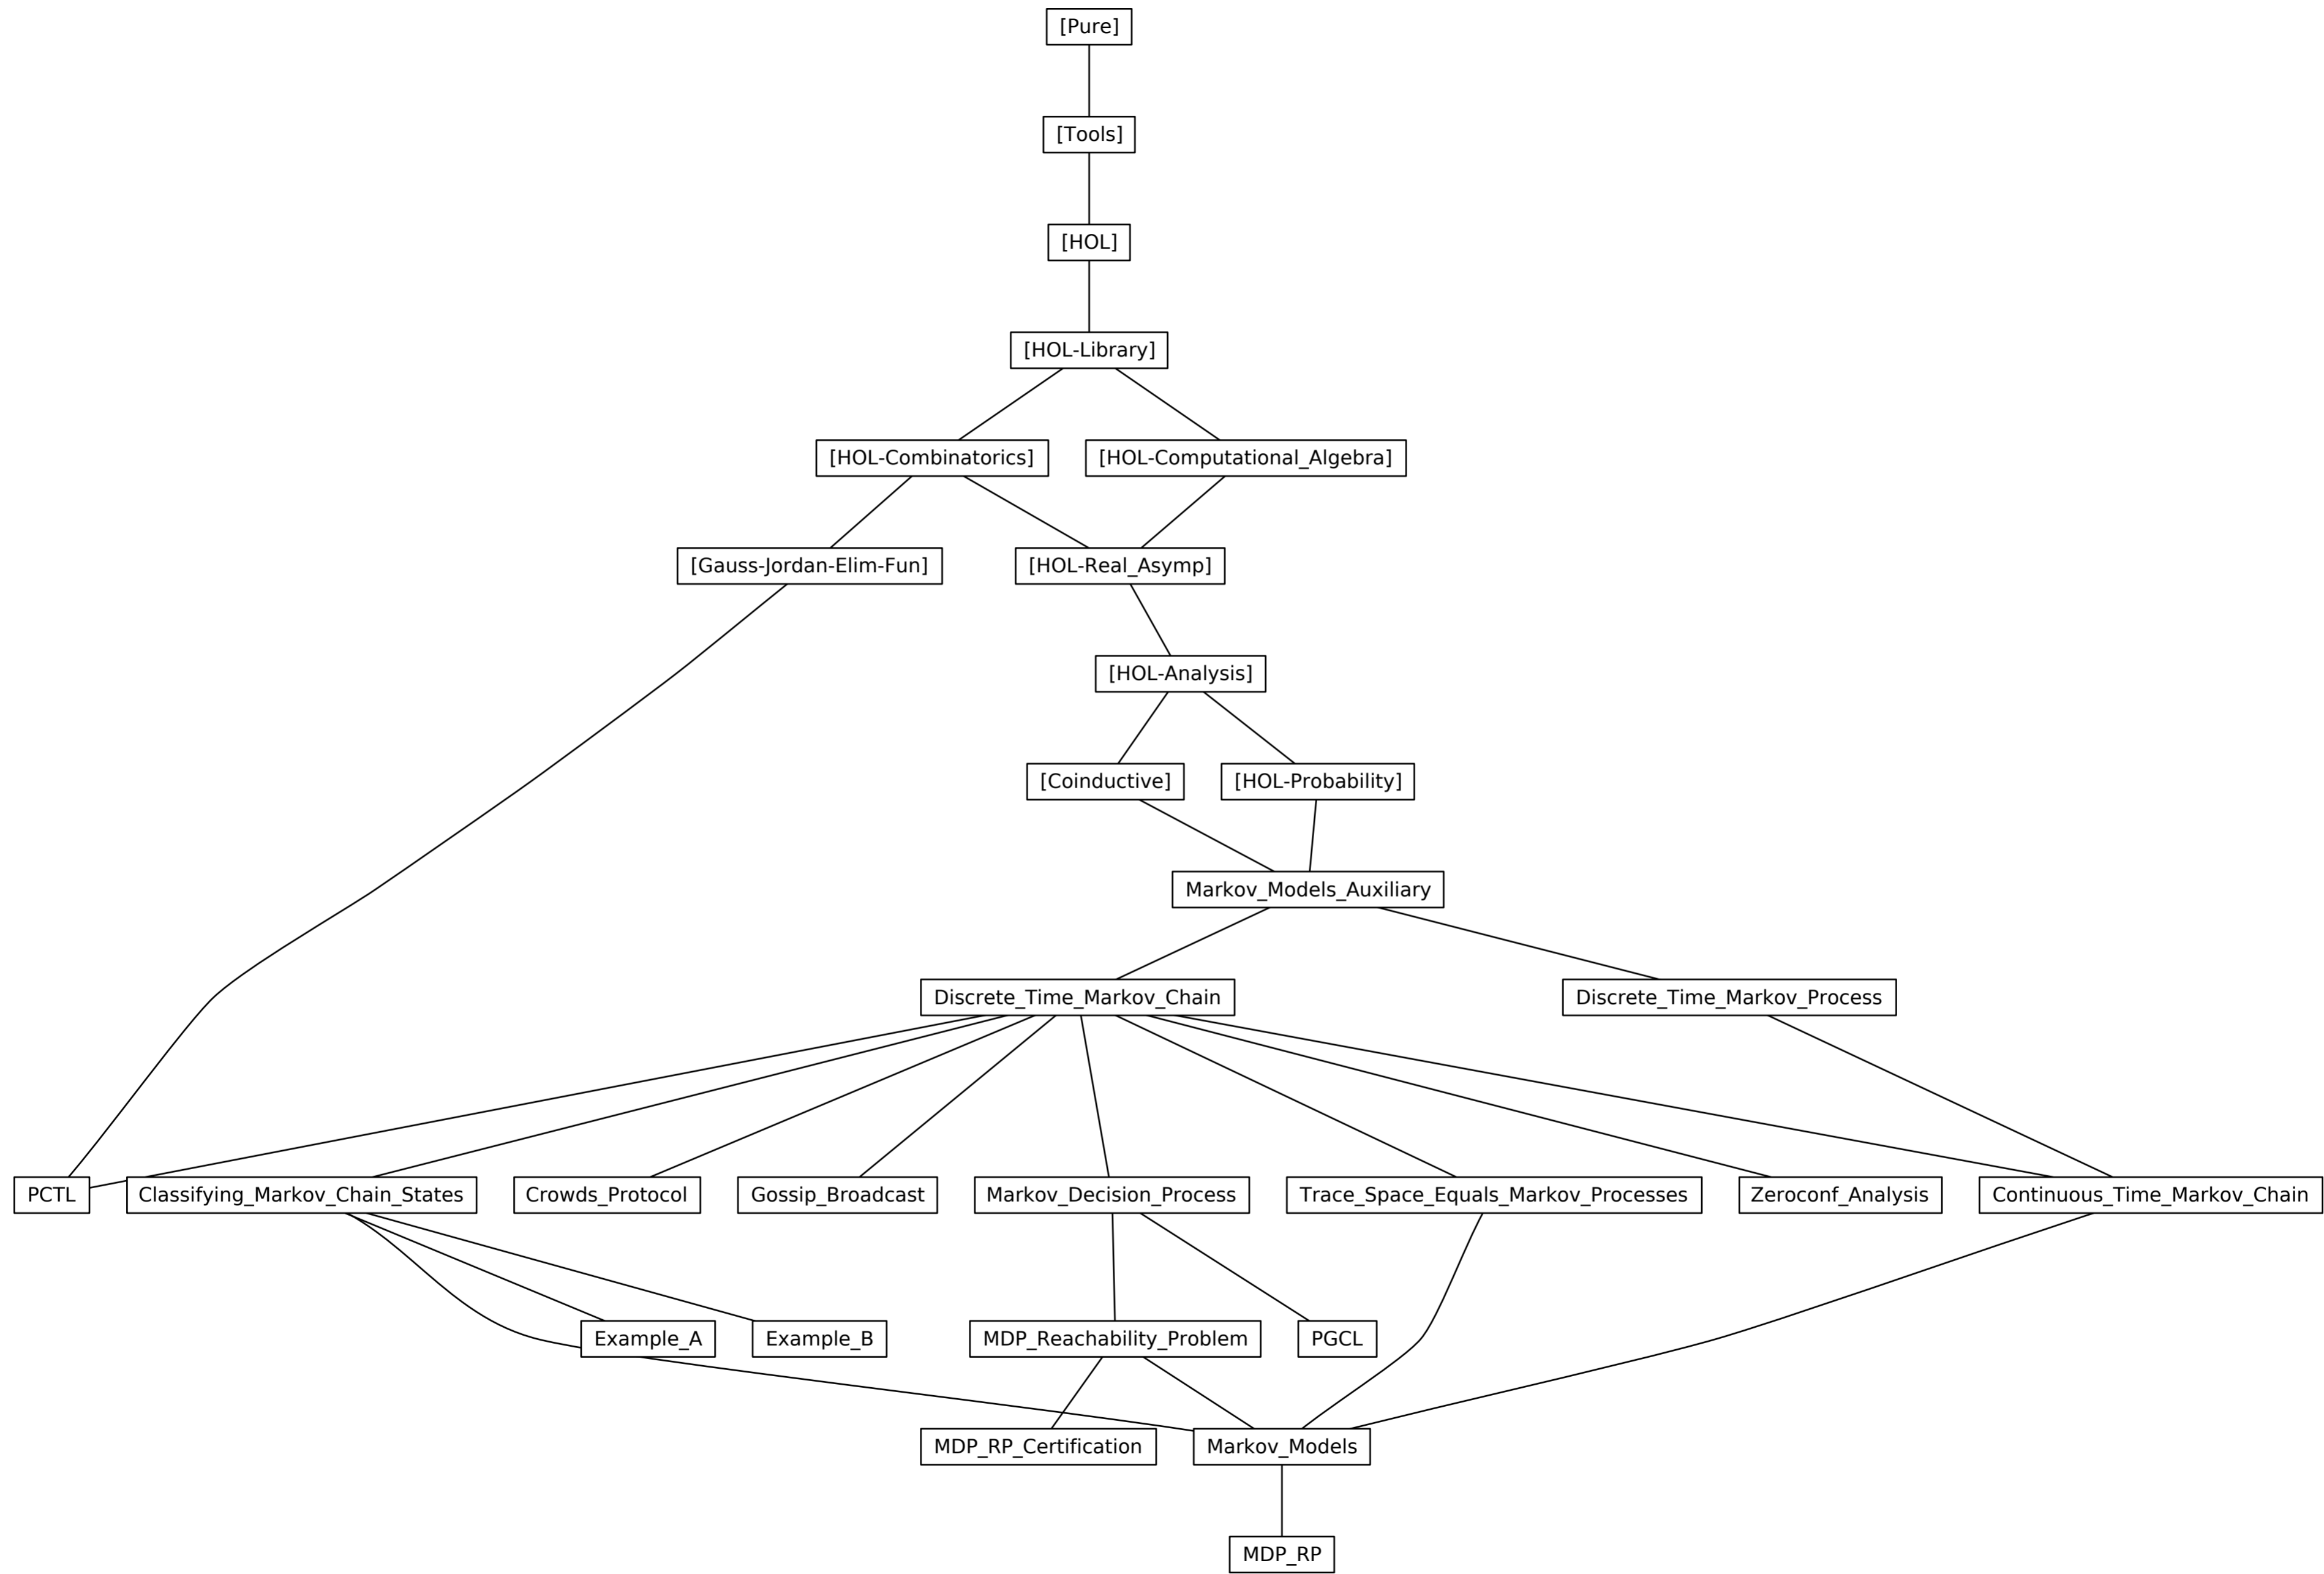 [Pure]
[Tools]
[HOL]
[HOL-Library]
[HOL-Combinatorics]
[HOL-Computational_Algebra]
[Gauss-Jordan-Elim-Fun]
[HOL-Real_Asymp]
[HOL-Analysis]
[Coinductive]
[HOL-Probability]
Markov_Models_Auxiliary
Discrete_Time_Markov_Chain
Discrete_Time_Markov_Process
PCTL
Classifying_Markov_Chain_States
Crowds_Protocol
Gossip_Broadcast
Markov_Decision_Process
Trace_Space_Equals_Markov_Processes
Zeroconf_Analysis
Continuous_Time_Markov_Chain
Example_A
Example_B
MDP_Reachability_Problem
PGCL
MDP_RP_Certification
Markov_Models
MDP_RP